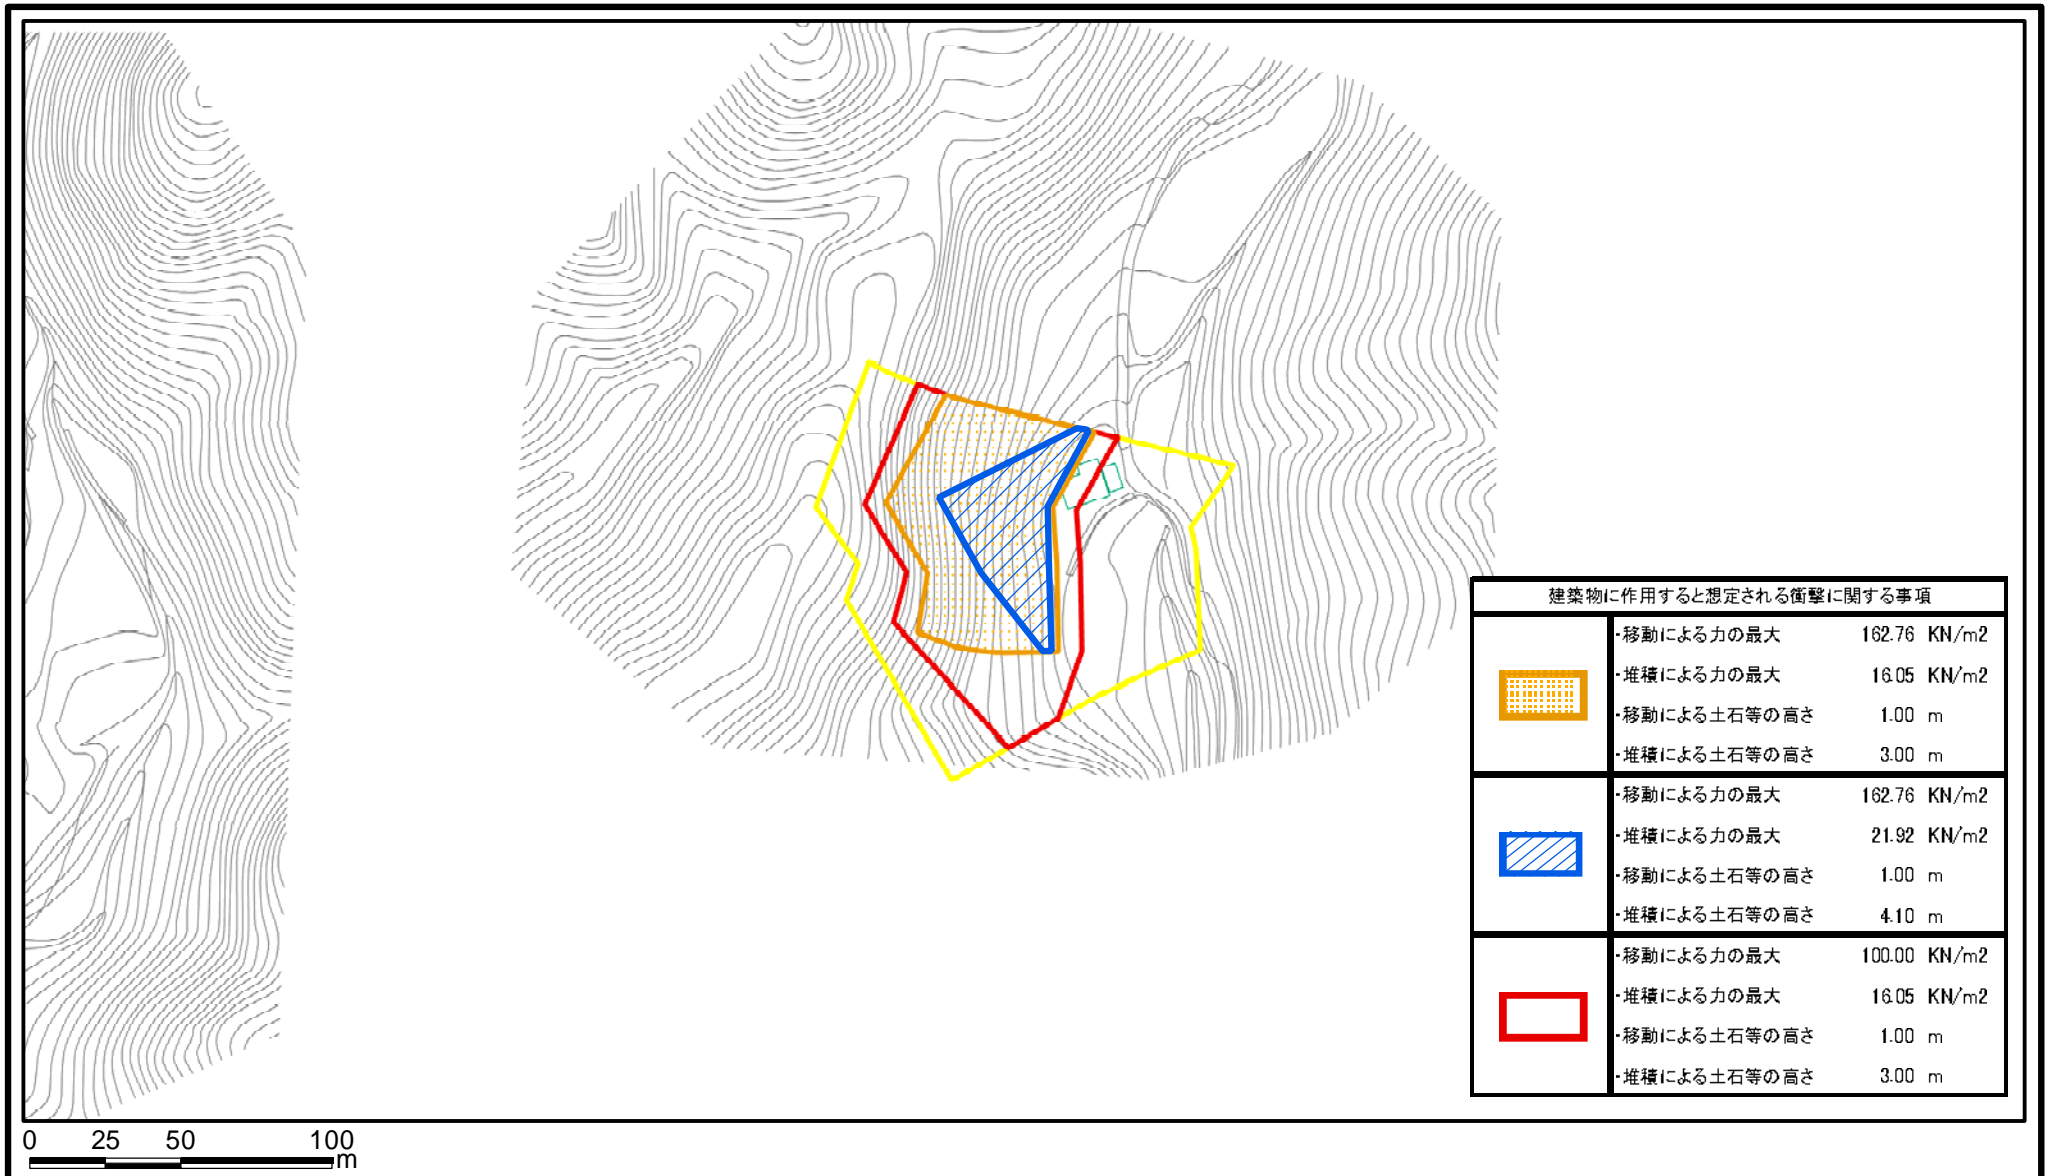 建築物に作用すると想定される衝撃に関する事項
・移動による力の最大 162.76 KN/m2
・堆積による力の最大 16.05 KN/m2
・移動による土石等の高さ 1.00 m
・堆積による土石等の高さ 3.00 m
・移動による力の最大 162.76 KN/m2
・堆積による力の最大 21.92 KN/m2
・移動による土石等の高さ 1.00 m
・堆積による土石等の高さ 4.10 m
・移動による力の最大 100.00 KN/m2
・堆積による力の最大 16.05 KN/m2
・移動による土石等の高さ 1.00 m
・堆積による土石等の高さ 3.00 m
0 25 50 100
m